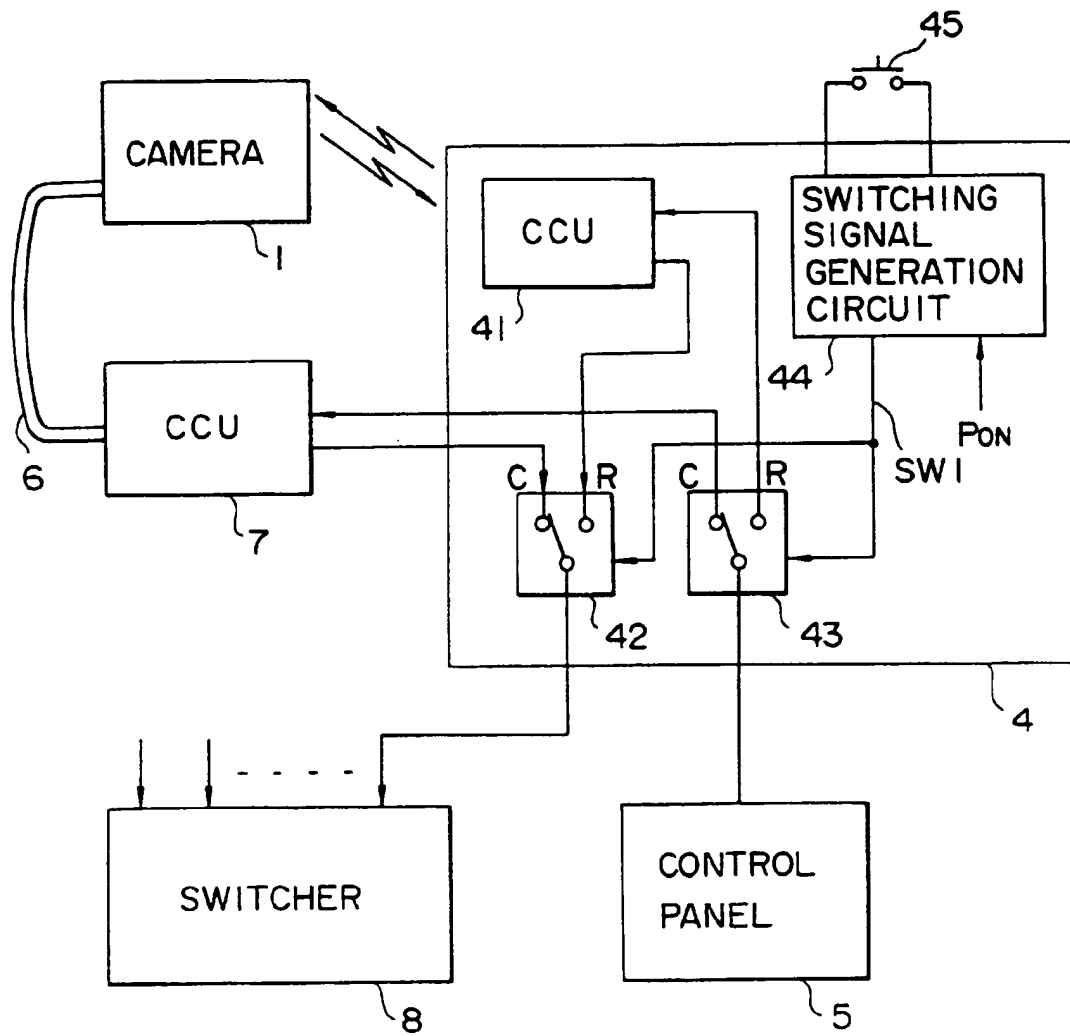 45
CAMERA
1
CCU
41
SWITCHING
SIGNAL
GENERATION
CIRCUIT
44
PON
SW1
6
CCU
7
C R
C R
42
43
4
SWITCHER
8
CONTROL
PANEL
5